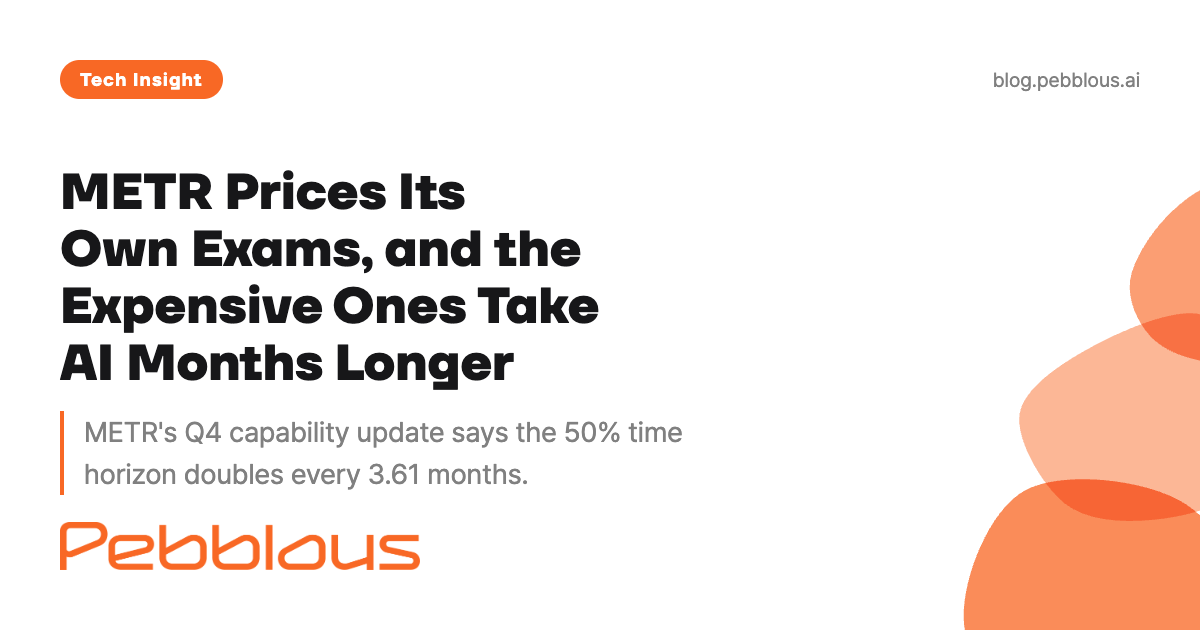 Tech Insight
blog.pebblous.ai
METR Prices Its
Own Exams, and the
Expensive Ones Take
AI Months Longer
METR's Q4 capability update says the 50% time
horizon doubles every 3.61 months.
Pebblous